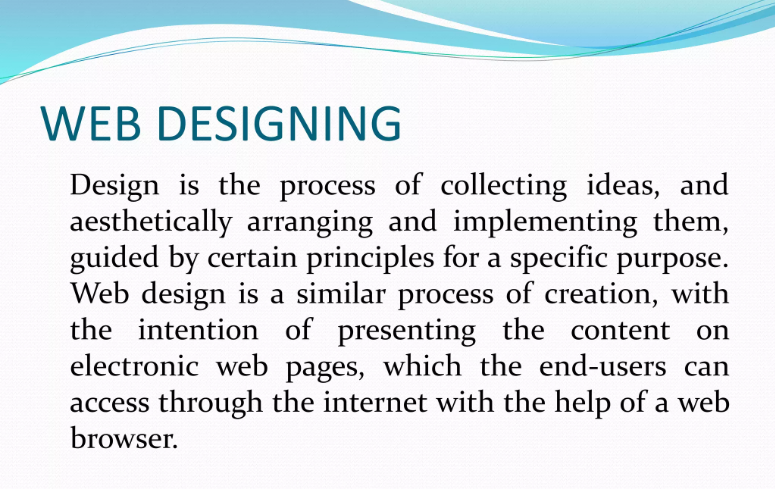 WEB DESIGNING
Design is the process of collecting ideas, and
aesthetically arranging and implementing them,
guided by certain principles for a specific purpose.
Web design is a similar process of creation, with
the intention of presenting the content on
electronic web pages, which the end-users can
access through the internet with the help of a web
browser.